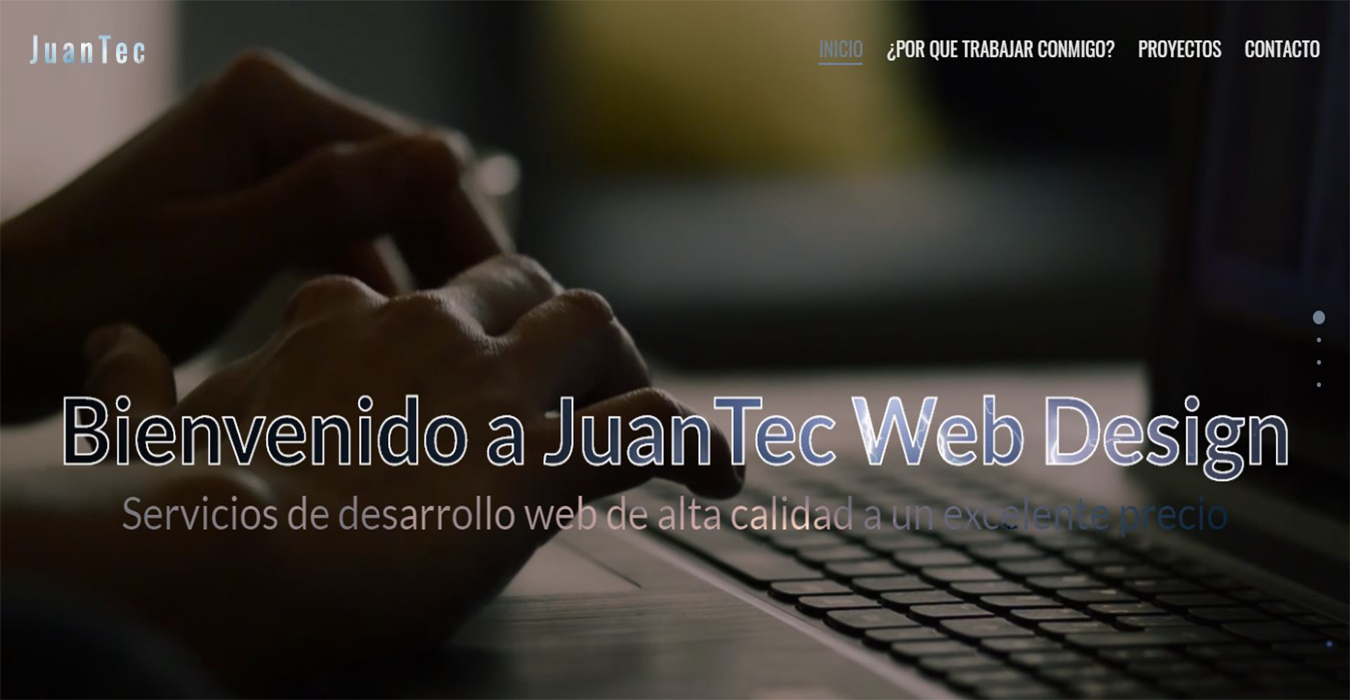 JuanTec
INICIO ¿POR QUE TRABAJAR CONMIGO? PROYECTOS CONTACTO
Bienvenido a JuanTec Web Design
Servicios de desarrollo web de alta calidad a un excelente precio